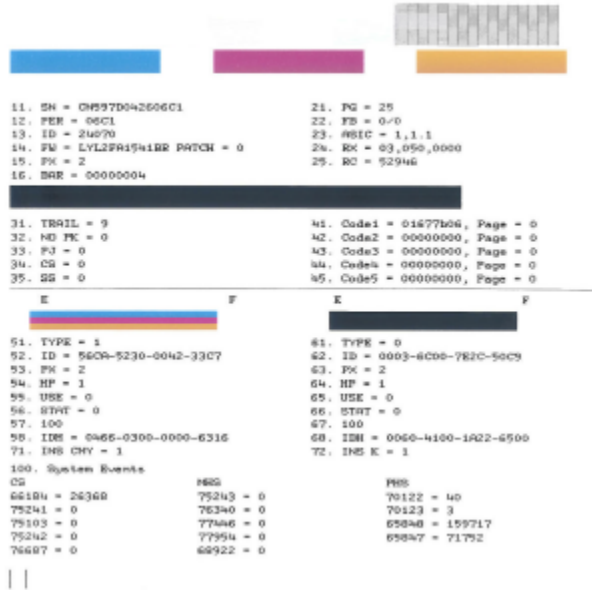 11. SN = CN597D042606C1
12. PER = 06C1
13. ID = 24070
14. FW = LYL2FA1541BR PATCH = 0
15. PX = 2
16. BAR = 00000004
21. PG = 25
22. FB = 0/0
23. ASIC = 1,1.1
24. RX = 03,050,0000
25. RC = 52946
31. TRAIL = 9
32. NO PK = 0
33. PJ = 0
34. CS = 0
35. SS = 0
41. Code1 = 01677b06, Page = 0
42. Code2 = 00000000, Page = 0
43. Code3 = 00000000, Page = 0
44. Code4 = 00000000, Page = 0
45. Code5 = 00000000, Page = 0
E F E F
51. TYPE = 1
52. ID = 56CA-5230-0042-33C7
53. PX = 2
54. HP = 1
55. USE = 0
56. STAT = 0
57. 100
58. IDH = 0466-0300-0000-6316
71. INS CMY = 1
61. TYPE = 0
62. ID = 0003-6C00-7E2C-50C9
63. PX = 2
64. HP = 1
65. USE = 0
66. STAT = 0
67. 100
68. IDH = 0060-4100-1A22-6500
72. INS K = 1
100. System Events
CS
66184 = 26368
75241 = 0
75103 = 0
75242 = 0
76687 = 0
75243 = 0
76340 = 0
77446 = 0
77954 = 0
68922 = 0
PHS
70122 = 40
70123 = 3
65848 = 159717
65847 = 71752